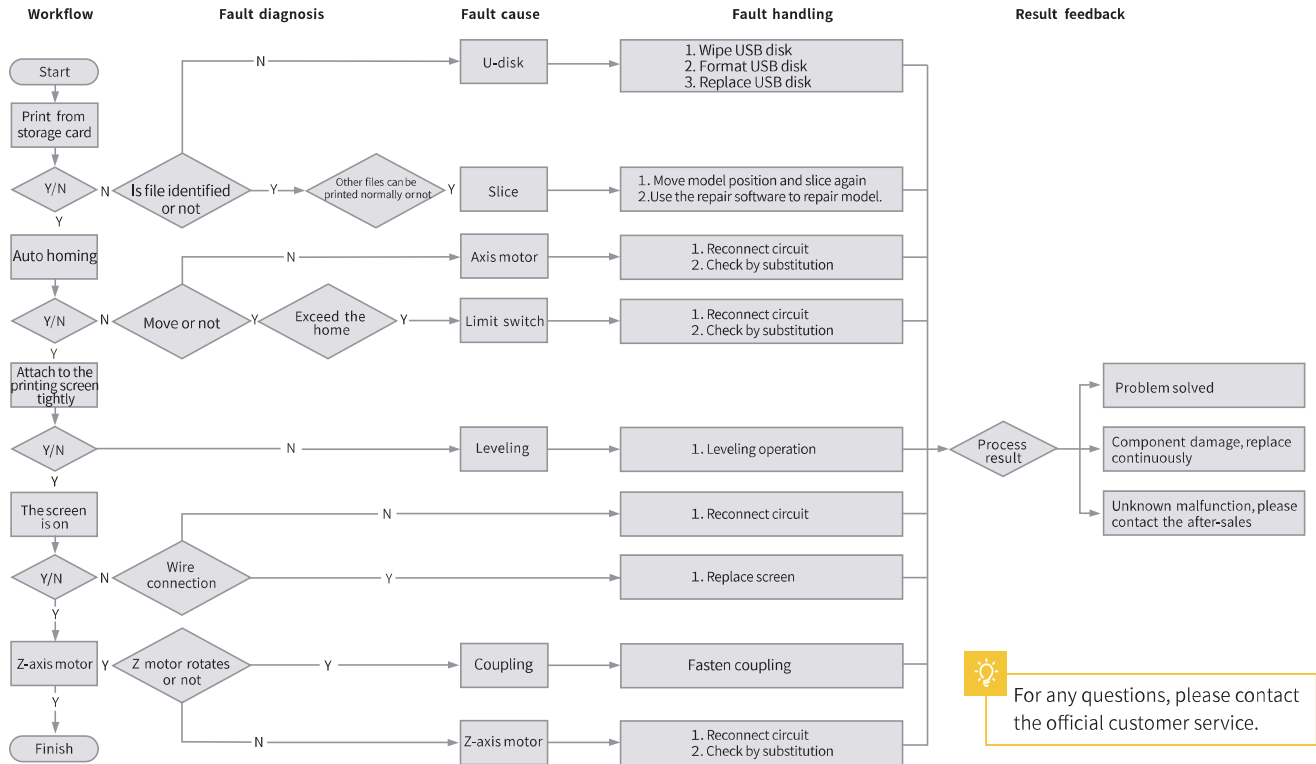 Workflow
Fault diagnosis
Fault cause
Fault handling
Result feedback
Start
Print from
storage card
Y/N
N
Is file identified
or not
N
U-disk
1. Wipe USB disk
2. Format USB disk
3. Replace USB disk
Y
Other files can be
printed normally or not
Y
Slice
1. Move model position and slice again
2.Use the repair software to repair model.
Y
Auto homing
Y/N
N
Move or not
N
Axis motor
1. Reconnect circuit
2. Check by substitution
Y
Exceed the
home
Y
Limit switch
1. Reconnect circuit
2. Check by substitution
Y
Attach to the
printing screen
tightly
Y/N
N
Leveling
1. Leveling operation
Y
The screen
is on
Y/N
N
Wire
connection
N
1. Reconnect circuit
Y
1. Replace screen
Y
Z-axis motor
Y
Z motor rotates
or not
Y
Coupling
Fasten coupling
N
Z-axis motor
1. Reconnect circuit
2. Check by substitution
Y
Finish
Process
result
Problem solved
Component damage, replace
continuously
Unknown malfunction, please
contact the after-sales
For any questions, please contact
the official customer service.